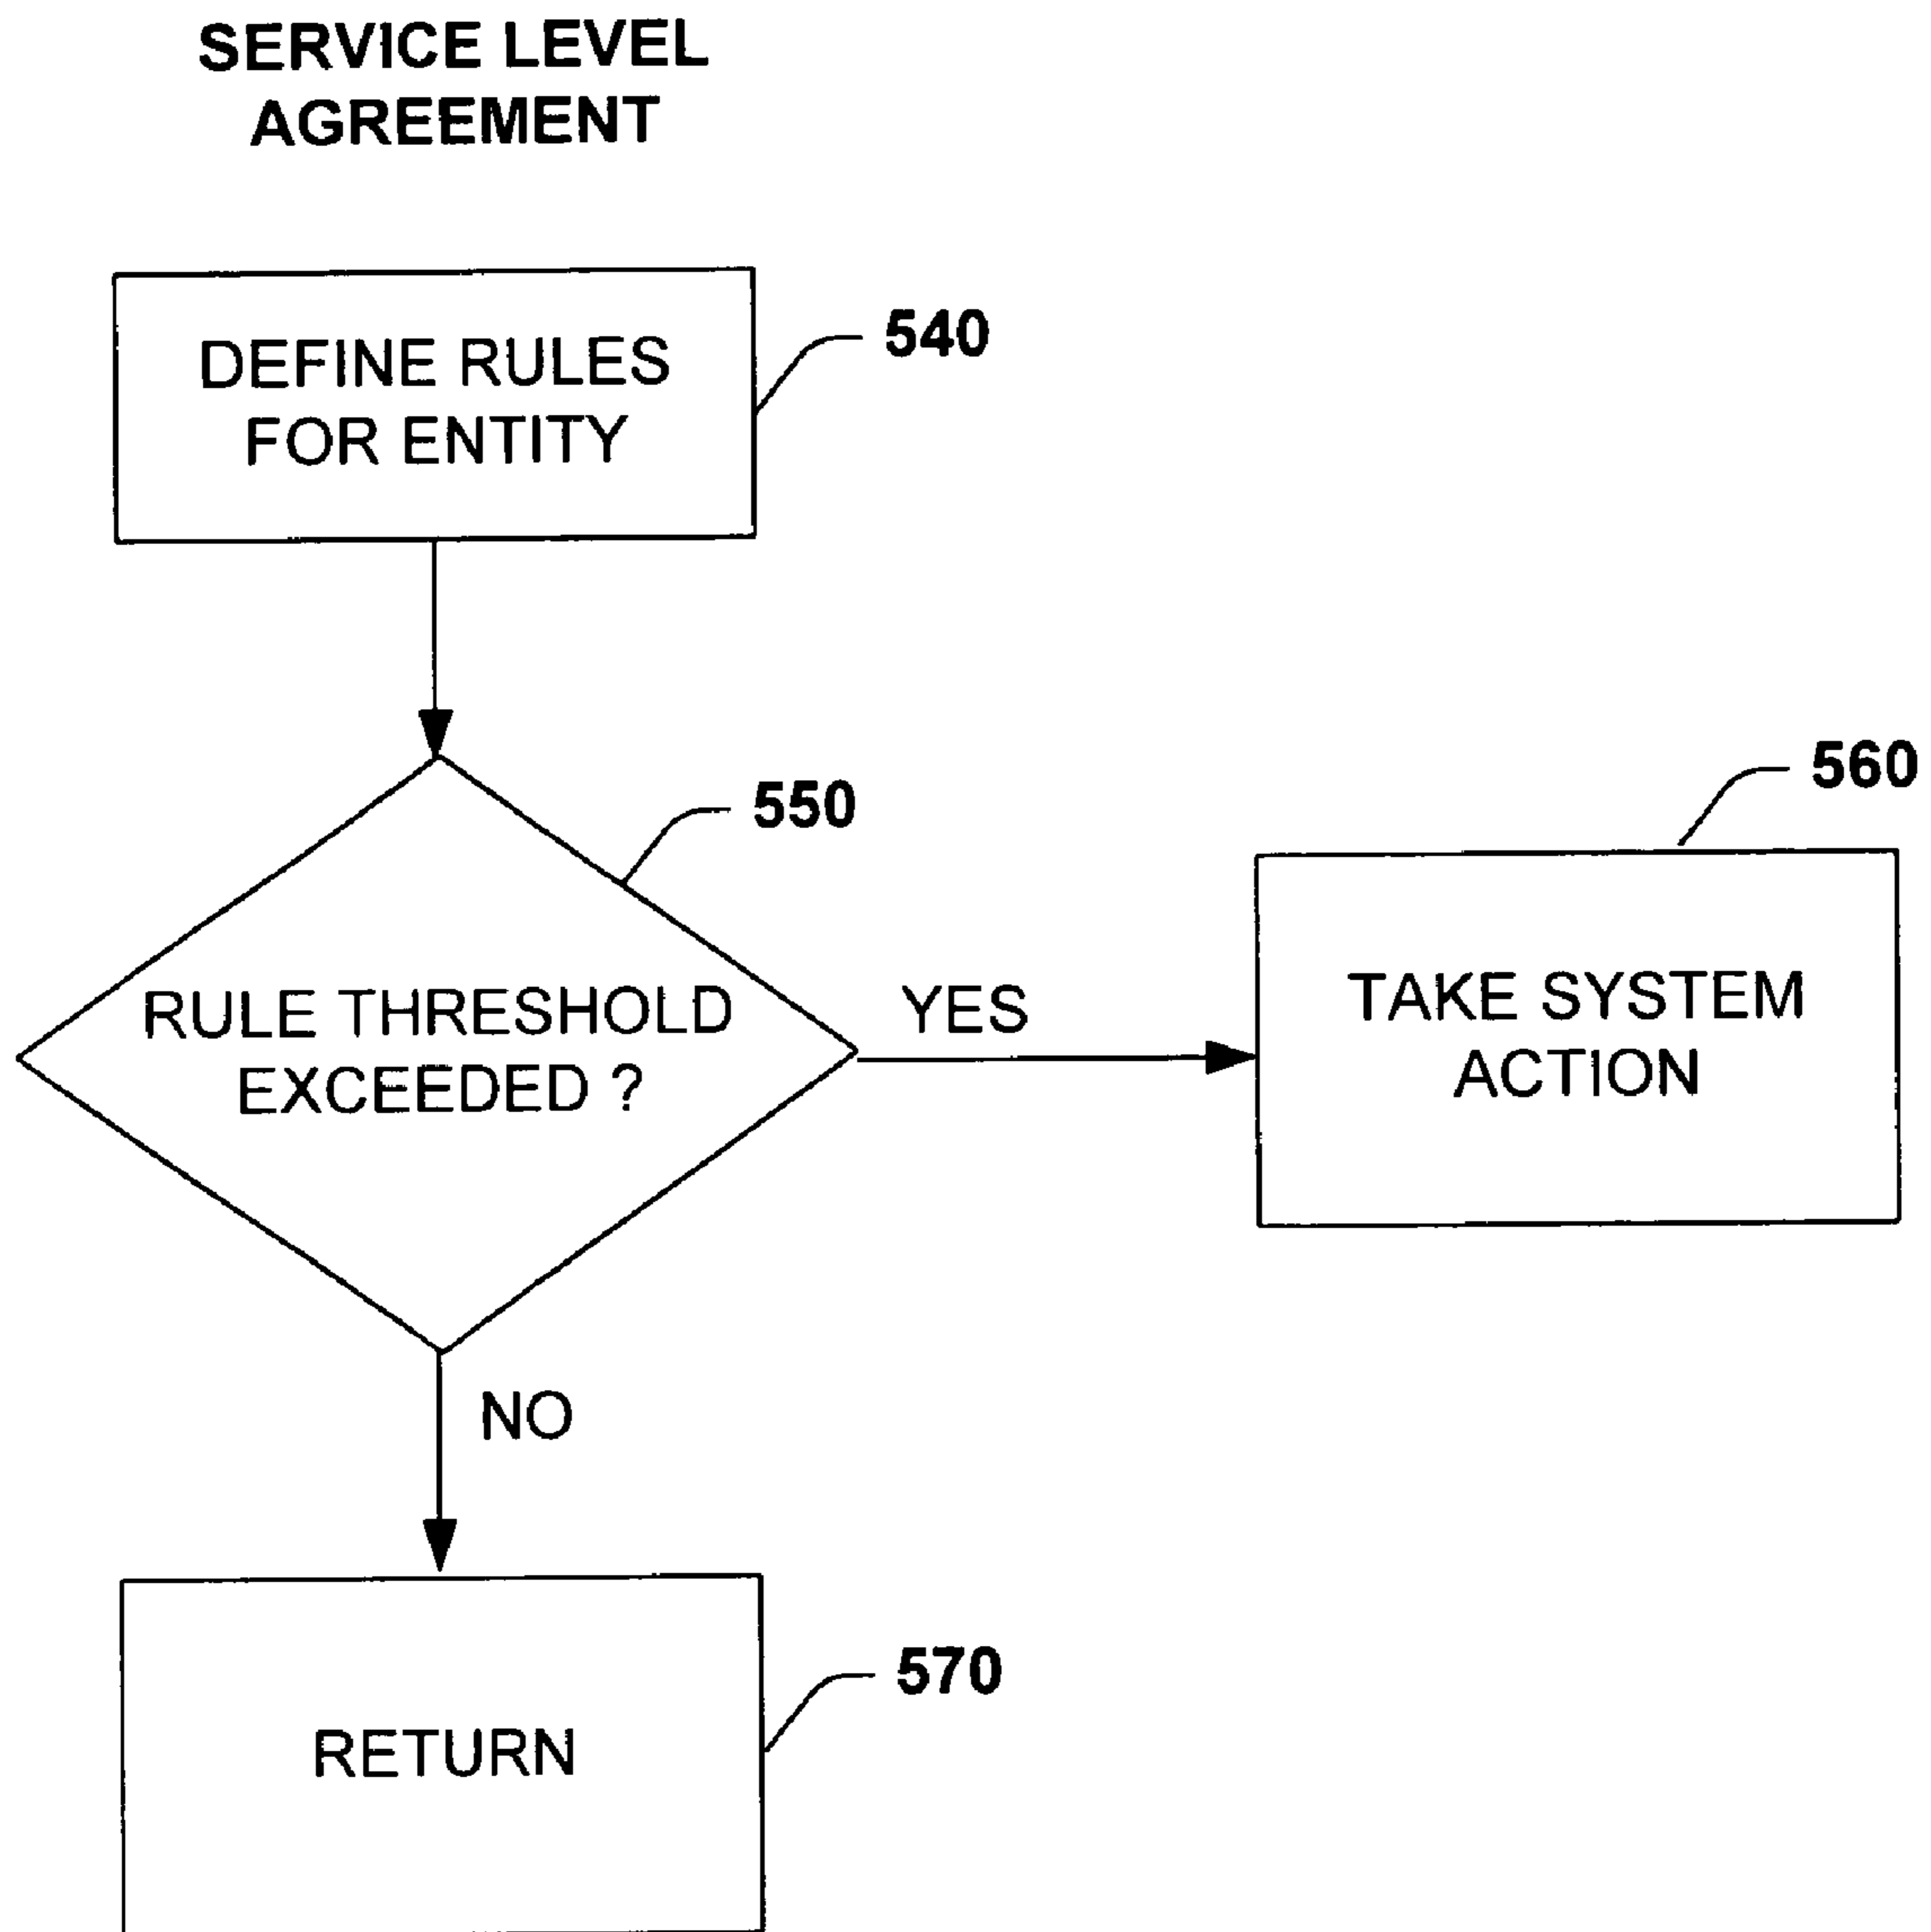 SERVICE LEVEL
AGREEMENT
DEFINE RULES
FOR ENTITY
540
550
560
RULE THRESHOLD
EXCEEDED ?
YES
TAKE SYSTEM
ACTION
NO
570
RETURN